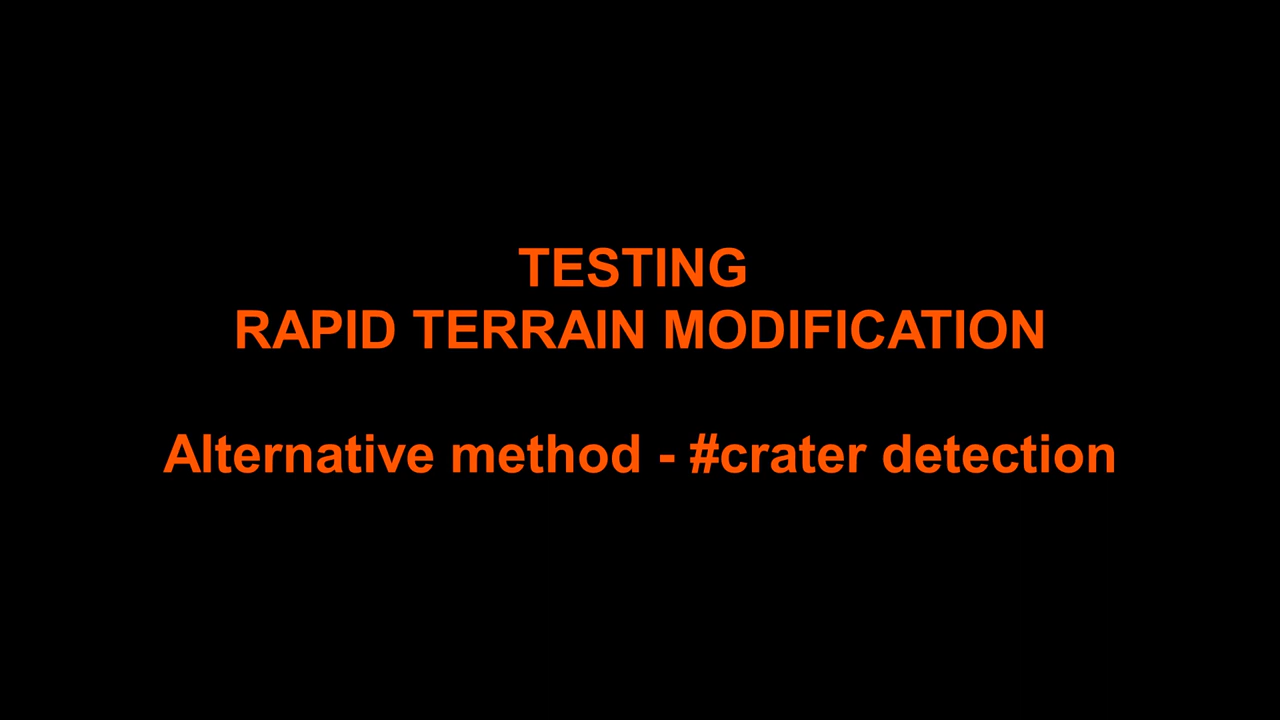 TESTING
RAPID TERRAIN MODIFICATION
Alternative method - #crater detection